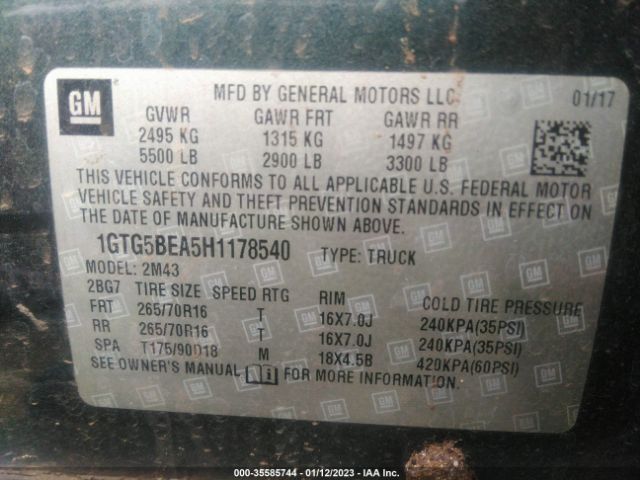 GM MFD BY GENERAL MOTORS LLC 01/17
GVWR GAWR FRT GAWR RR
2495 KG 1315 KG 1497 KG
5500 LB 2900 LB 3300 LB
THIS VEHICLE CONFORMS TO ALL APPLICABLE U.S. FEDERAL MOTOR
VEHICLE SAFETY AND THEFT PREVENTION STANDARDS IN EFFECT ON
THE DATE OF MANUFACTURE SHOWN ABOVE.
1GTG5BEA5H1178540 TYPE: TRUCK
MODEL: 2M43
2BG7 TIRE SIZE SPEED RTG RIM COLD TIRE PRESSURE
FRT 265/70R16 T 16X7.0J 240KPA(35PSI)
RR 265/70R16 T 16X7.0J 240KPA(35PSI)
SPA T175/90D18 M 18X4.5B 420KPA(60PSI)
SEE OWNER'S MANUAL FOR MORE INFORMATION.
000-35585744 - 01/12/2023 - IAA Inc.